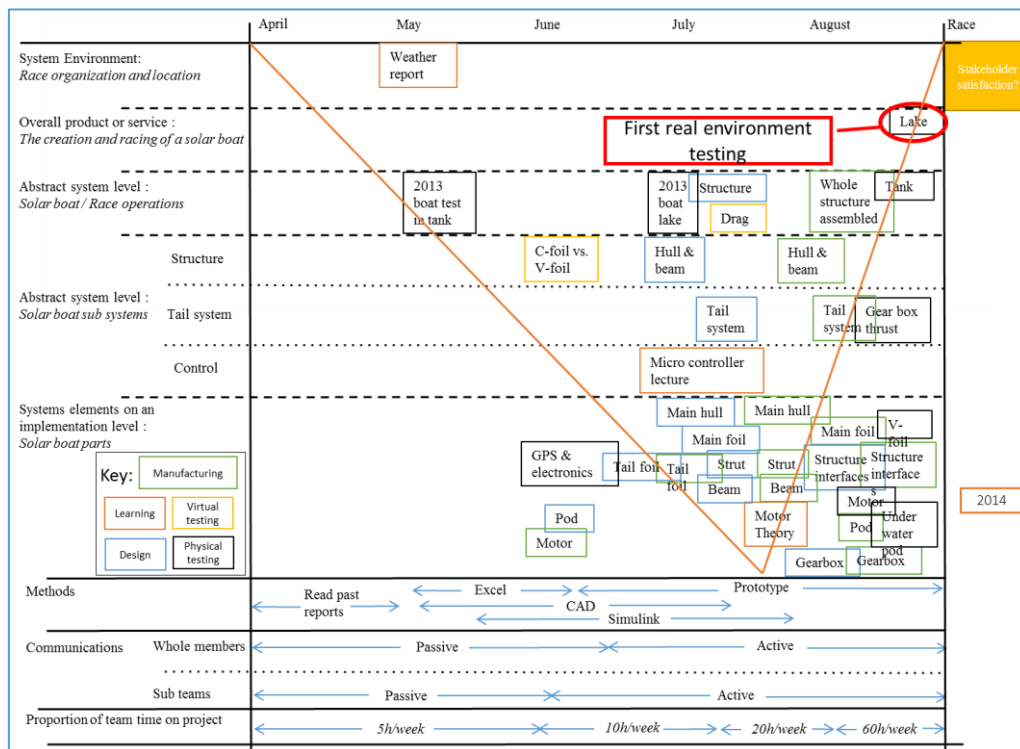 April May June July August Race
System Environment:
Race organization and location
Weather
report
Stakeholder
satisfaction?
Overall product or service :
The creation and racing of a solar boat
First real environment
testing
Lake
Abstract system level :
Solar boat / Race operations
2013
boat test
in tank
2013
boat
lake
Structure
Drag
Whole
structure
assembled
Tank
Structure
C-foil vs.
V-foil
Hull &
beam
Hull &
beam
Abstract system level :
Solar boat sub systems
Tail system
Tail
system
Tail
system
Gear box
thrust
Control
Micro controller
lecture
Systems elements on an
implementation level :
Solar boat parts
Main hull
Main hull
Main foil
Main foil
V-
foil
GPS &
electronics
Tail foil
Tail
foil
Strut
Strut
Structure
interfaces
Structure
interface
s
Beam
Beam
Motor
Pod
Motor
Motor
Theory
Pod
Under
water
pod
Gearbox
Gearbox
Key:
Manufacturing
Learning
Virtual
testing
Design
Physical
testing
2014
Methods
Read past
reports
Excel
Prototype
CAD
Simulink
Communications Whole members
Passive
Active
Sub teams
Passive
Active
Proportion of team time on project
5h/week
10h/week
20h/week
60h/week